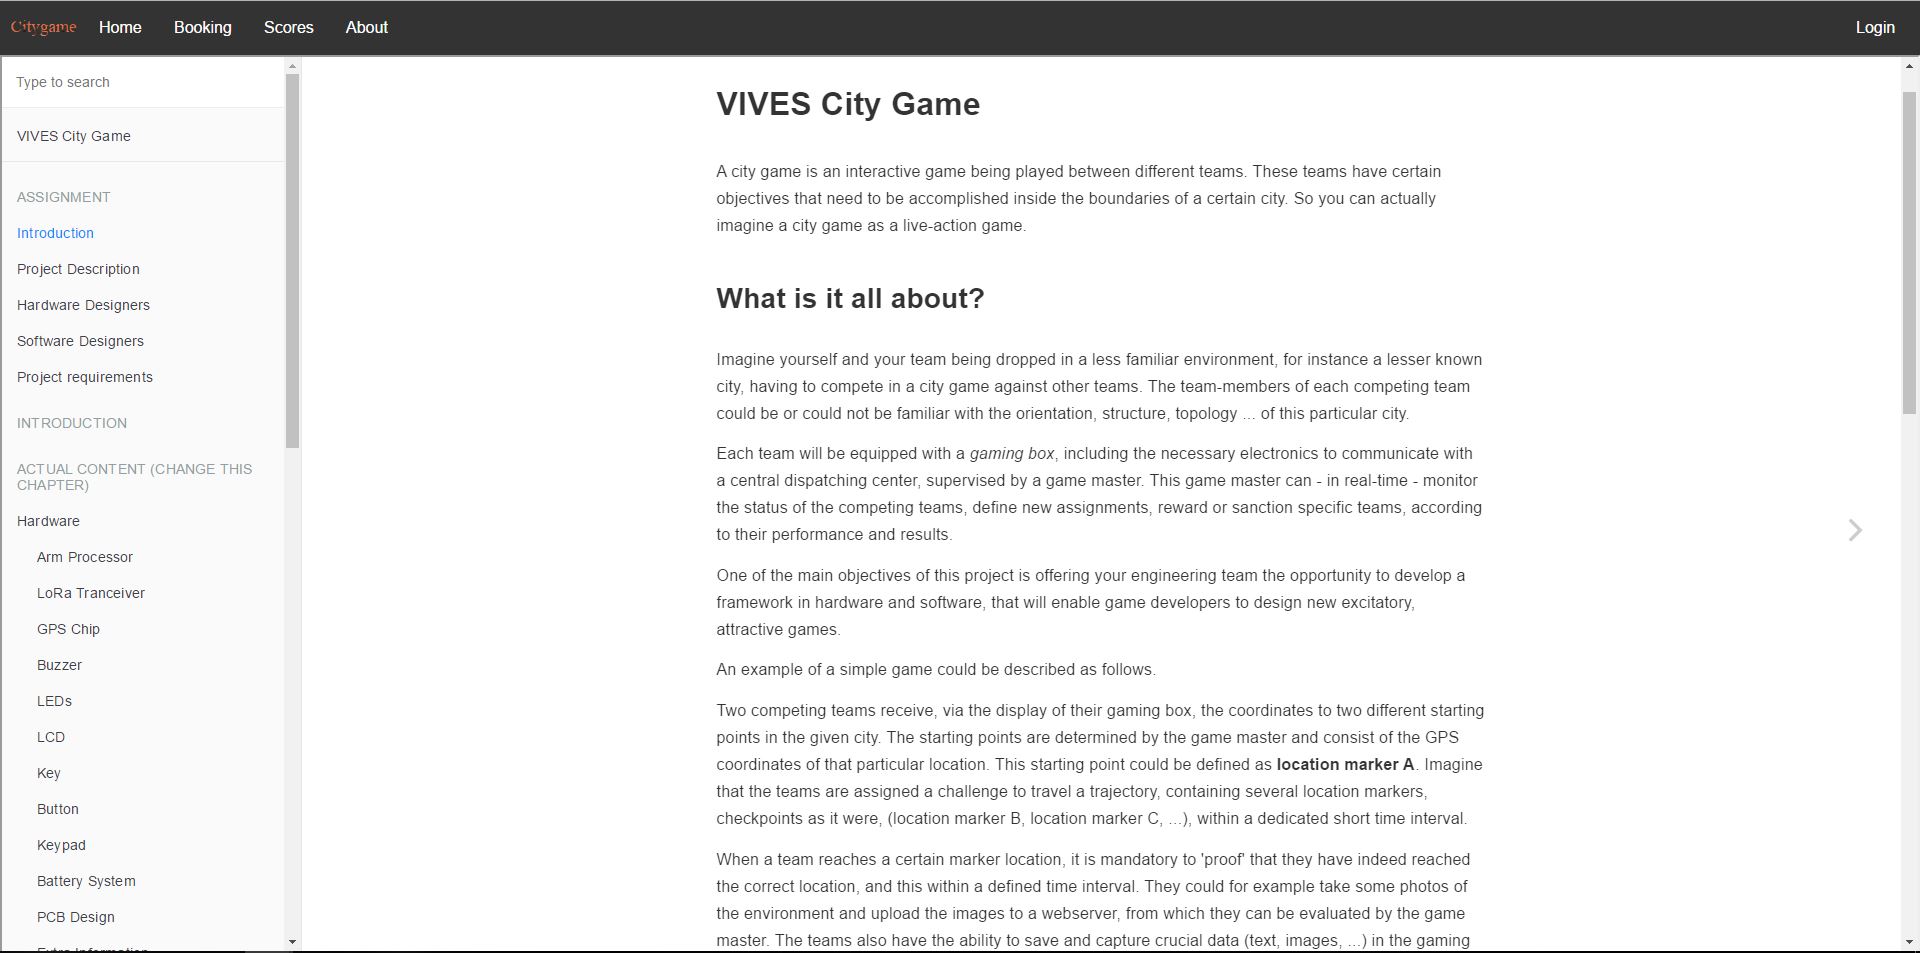 Citygame Home Booking Scores About Login
Type to search
VIVES City Game
ASSIGNMENT
Introduction
Project Description
Hardware Designers
Software Designers
Project requirements
INTRODUCTION
ACTUAL CONTENT (CHANGE THIS
CHAPTER)
Hardware
Arm Processor
LoRa Tranceiver
GPS Chip
Buzzer
LEDs
LCD
Key
Button
Keypad
Battery System
PCB Design
Extra Information
VIVES City Game
A city game is an interactive game being played between different teams. These teams have certain
objectives that need to be accomplished inside the boundaries of a certain city. So you can actually
imagine a city game as a live-action game.
What is it all about?
Imagine yourself and your team being dropped in a less familiar environment, for instance a lesser known
city, having to compete in a city game against other teams. The team-members of each competing team
could be or could not be familiar with the orientation, structure, topology ... of this particular city.
Each team will be equipped with a gaming box, including the necessary electronics to communicate with
a central dispatching center, supervised by a game master. This game master can - in real-time - monitor
the status of the competing teams, define new assignments, reward or sanction specific teams, according
to their performance and results.
One of the main objectives of this project is offering your engineering team the opportunity to develop a
framework in hardware and software, that will enable game developers to design new excitatory,
attractive games.
An example of a simple game could be described as follows.
Two competing teams receive, via the display of their gaming box, the coordinates to two different starting
points in the given city. The starting points are determined by the game master and consist of the GPS
coordinates of that particular location. This starting point could be defined as location marker A. Imagine
that the teams are assigned a challenge to travel a trajectory, containing several location markers,
checkpoints as it were, (location marker B, location marker C, ...), within a dedicated short time interval.
When a team reaches a certain marker location, it is mandatory to 'proof' that they have indeed reached
the correct location, and this within a defined time interval. They could for example take some photos of
the environment and upload the images to a webserver, from which they can be evaluated by the game
master. The teams also have the ability to save and capture crucial data (text, images, ...) in the gaming